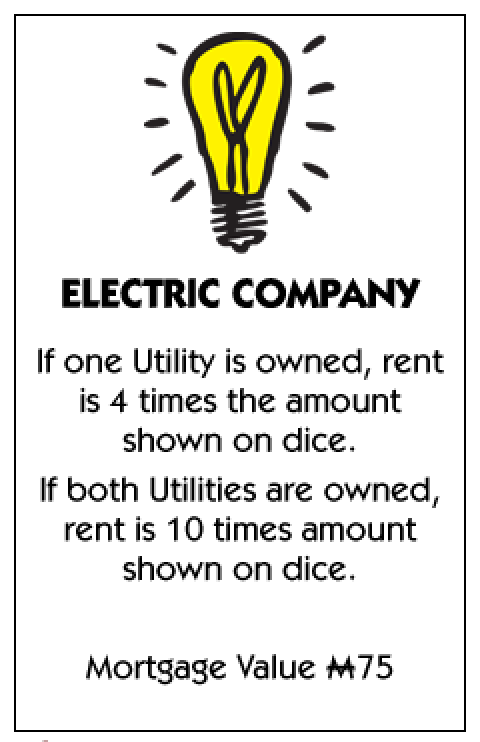 ELECTRIC COMPANY
If one Utility is owned, rent
is 4 times the amount
shown on dice.
If both Utilities are owned,
rent is 10 times amount
shown on dice.
Mortgage Value ₩75